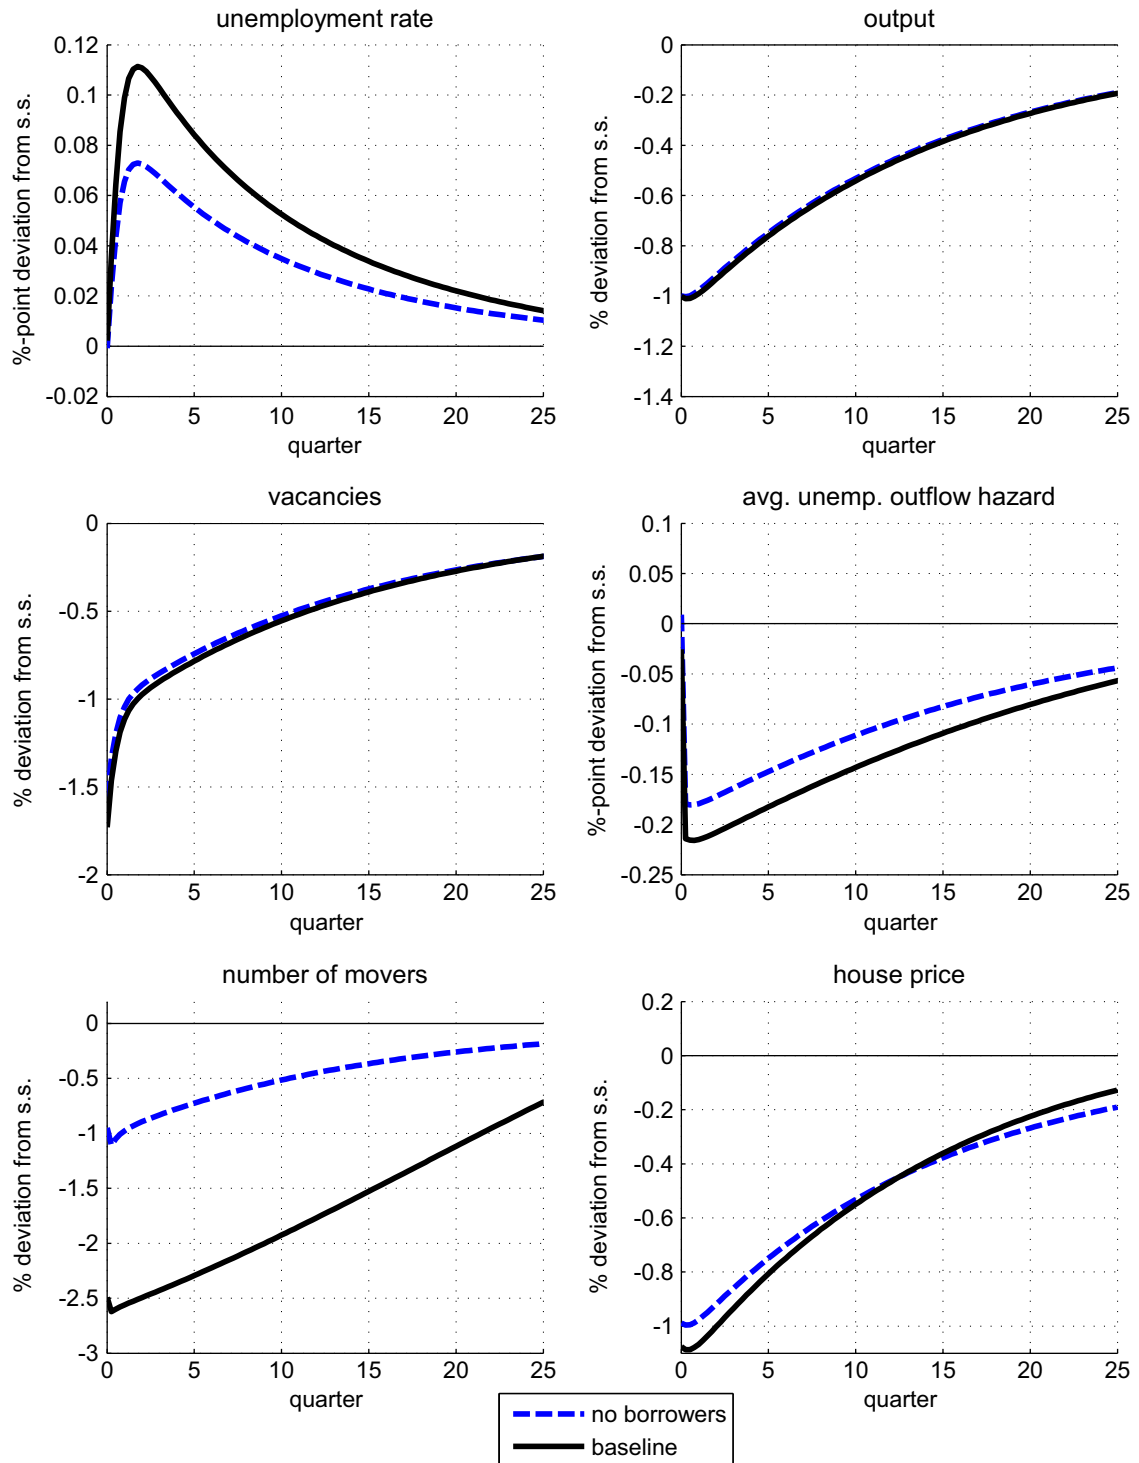 unemployment rate
%-point deviation from s.s.
0.12
0.1
0.08
0.06
0.04
0.02
0
-0.02
0 5 10 15 20 25
quarter
output
% deviation from s.s.
0
-0.2
-0.4
-0.6
-0.8
-1
-1.2
-1.4
0 5 10 15 20 25
quarter
vacancies
% deviation from s.s.
0
-0.5
-1
-1.5
-2
0 5 10 15 20 25
quarter
avg. unemp. outflow hazard
%-point deviation from s.s.
0.1
0.05
0
-0.05
-0.1
-0.15
-0.2
-0.25
0 5 10 15 20 25
quarter
number of movers
% deviation from s.s.
0
-0.5
-1
-1.5
-2
-2.5
-3
0 5 10 15 20 25
quarter
house price
% deviation from s.s.
0.2
0
-0.2
-0.4
-0.6
-0.8
-1
0 5 10 15 20 25
quarter
no borrowers
baseline